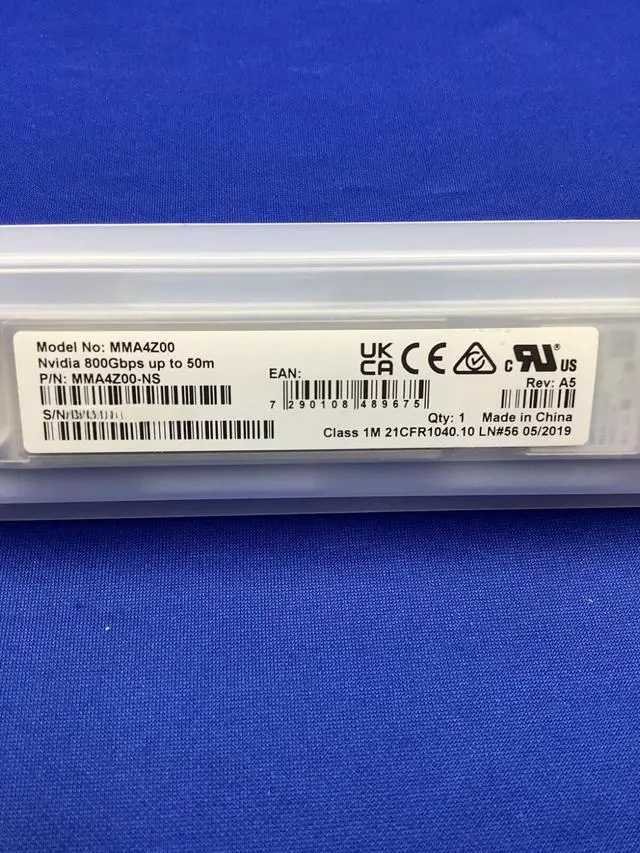 Model No: MMA4Z00
Nvidia 800Gbps up to 50m
P/N: MMA4Z00-NS
S/N:
EAN:
7 290108 489675
UK CA CE
c RU US
Rev: A5
Qty: 1 Made in China
Class 1M 21CFR1040.10 LN#56 05/2019